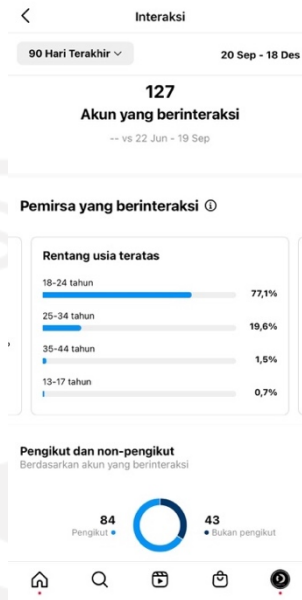 Interaksi
90 Hari Terakhir
20 Sep - 18 Des
127
Akun yang berinteraksi
-- vs 22 Jun - 19 Sep
Pemirsa yang berinteraksi
Rentang usia teratas
18-24 tahun
77,1%
25-34 tahun
19,6%
35-44 tahun
1,5%
13-17 tahun
0,7%
Pengikut dan non-pengikut
Berdasarkan akun yang berinteraksi
84
Pengikut
43
Bukan pengikut